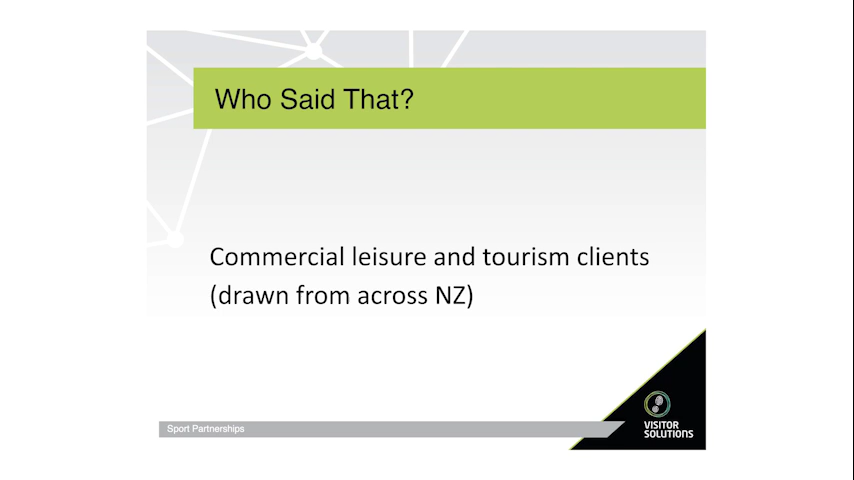 Who Said That?
Commercial leisure and tourism clients
(drawn from across NZ)
Sport Partnerships
VISITOR
SOLUTIONS